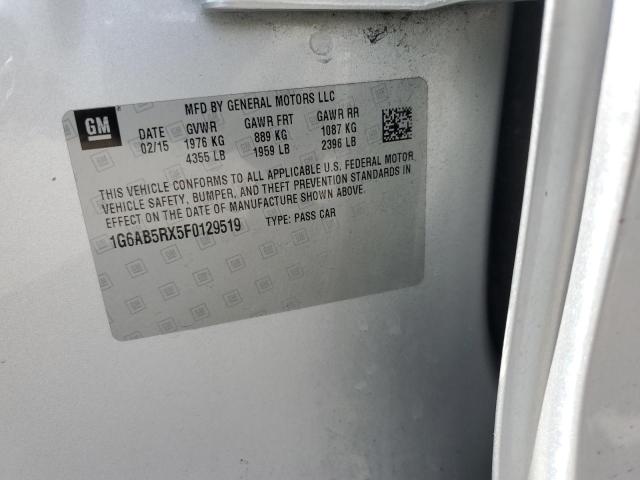 MFD BY GENERAL MOTORS LLC
GM
DATE GVWR GAWR FRT GAWR RR
02/15 1976 KG 889 KG 1087 KG
4355 LB 1959 LB 2396 LB
THIS VEHICLE CONFORMS TO ALL APPLICABLE U.S. FEDERAL MOTOR
VEHICLE SAFETY, BUMPER, AND THEFT PREVENTION STANDARDS IN
EFFECT ON THE DATE OF MANUFACTURE SHOWN ABOVE.
1G6AB5RX5F0129519 TYPE: PASS CAR